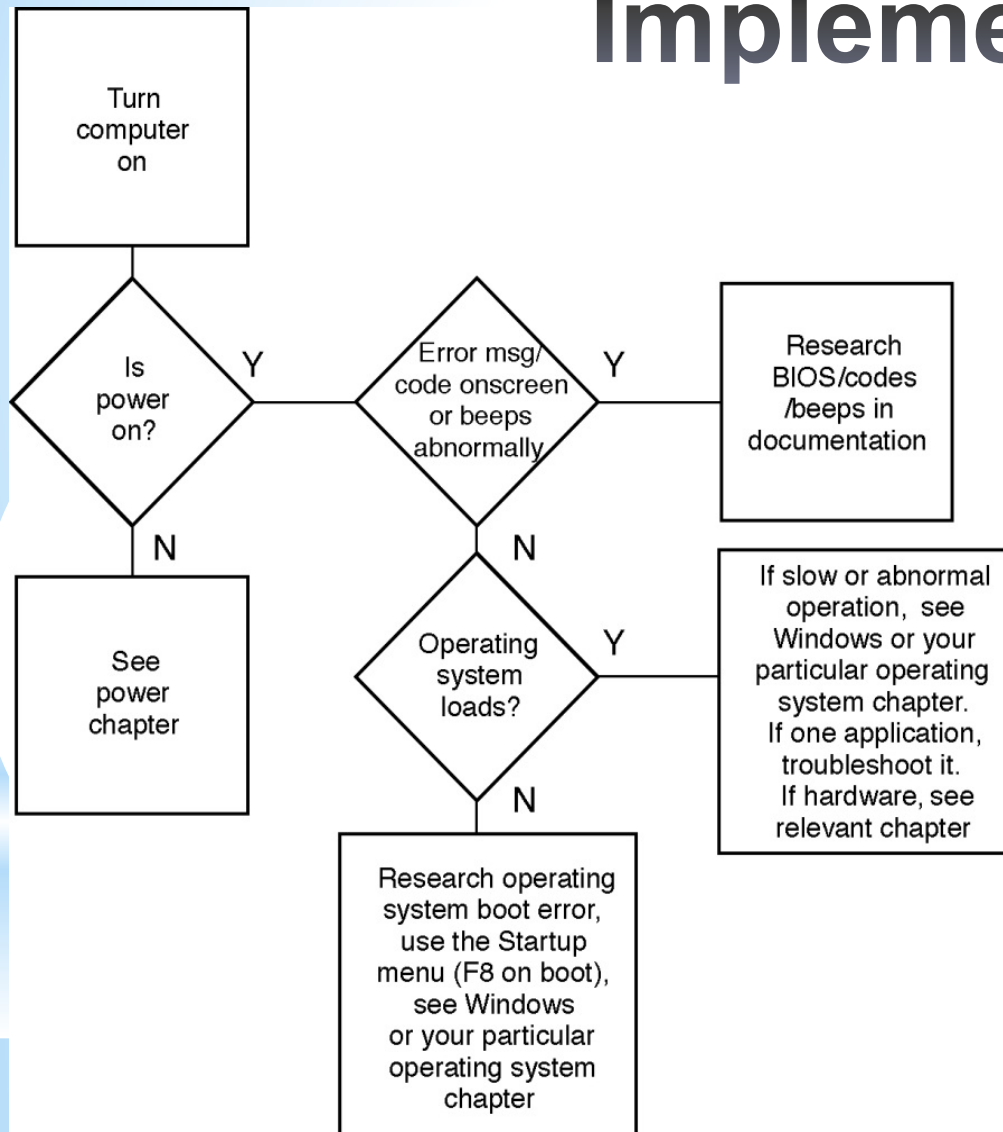 Impleme
Turn
computer
on
Is
power
on?
Y
N
See
power
chapter
Error msg/
code onscreen
or beeps
abnormally
Y
N
Research
BIOS/codes
/beeps in
documentation
Operating
system
loads?
Y
N
If slow or abnormal
operation, see
Windows or your
particular operating
system chapter.
If one application,
troubleshoot it.
If hardware, see
relevant chapter
Research operating
system boot error,
use the Startup
menu (F8 on boot),
see Windows
or your particular
operating system
chapter